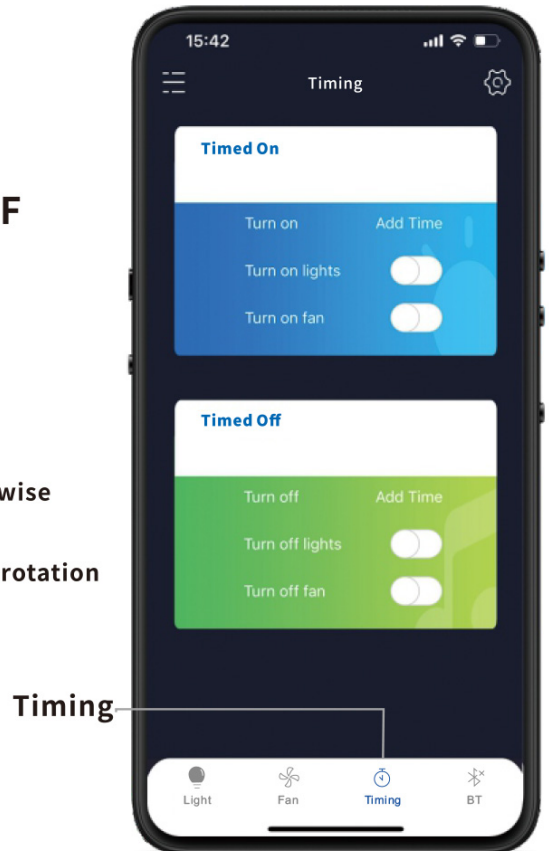 15:42
Timing
Timed On
F
Turn on Add Time
Turn on lights
Turn on fan
Timed Off
wise
Turn off Add Time
Turn off lights
rotation
Turn off fan
Timing
Light Fan Timing BT